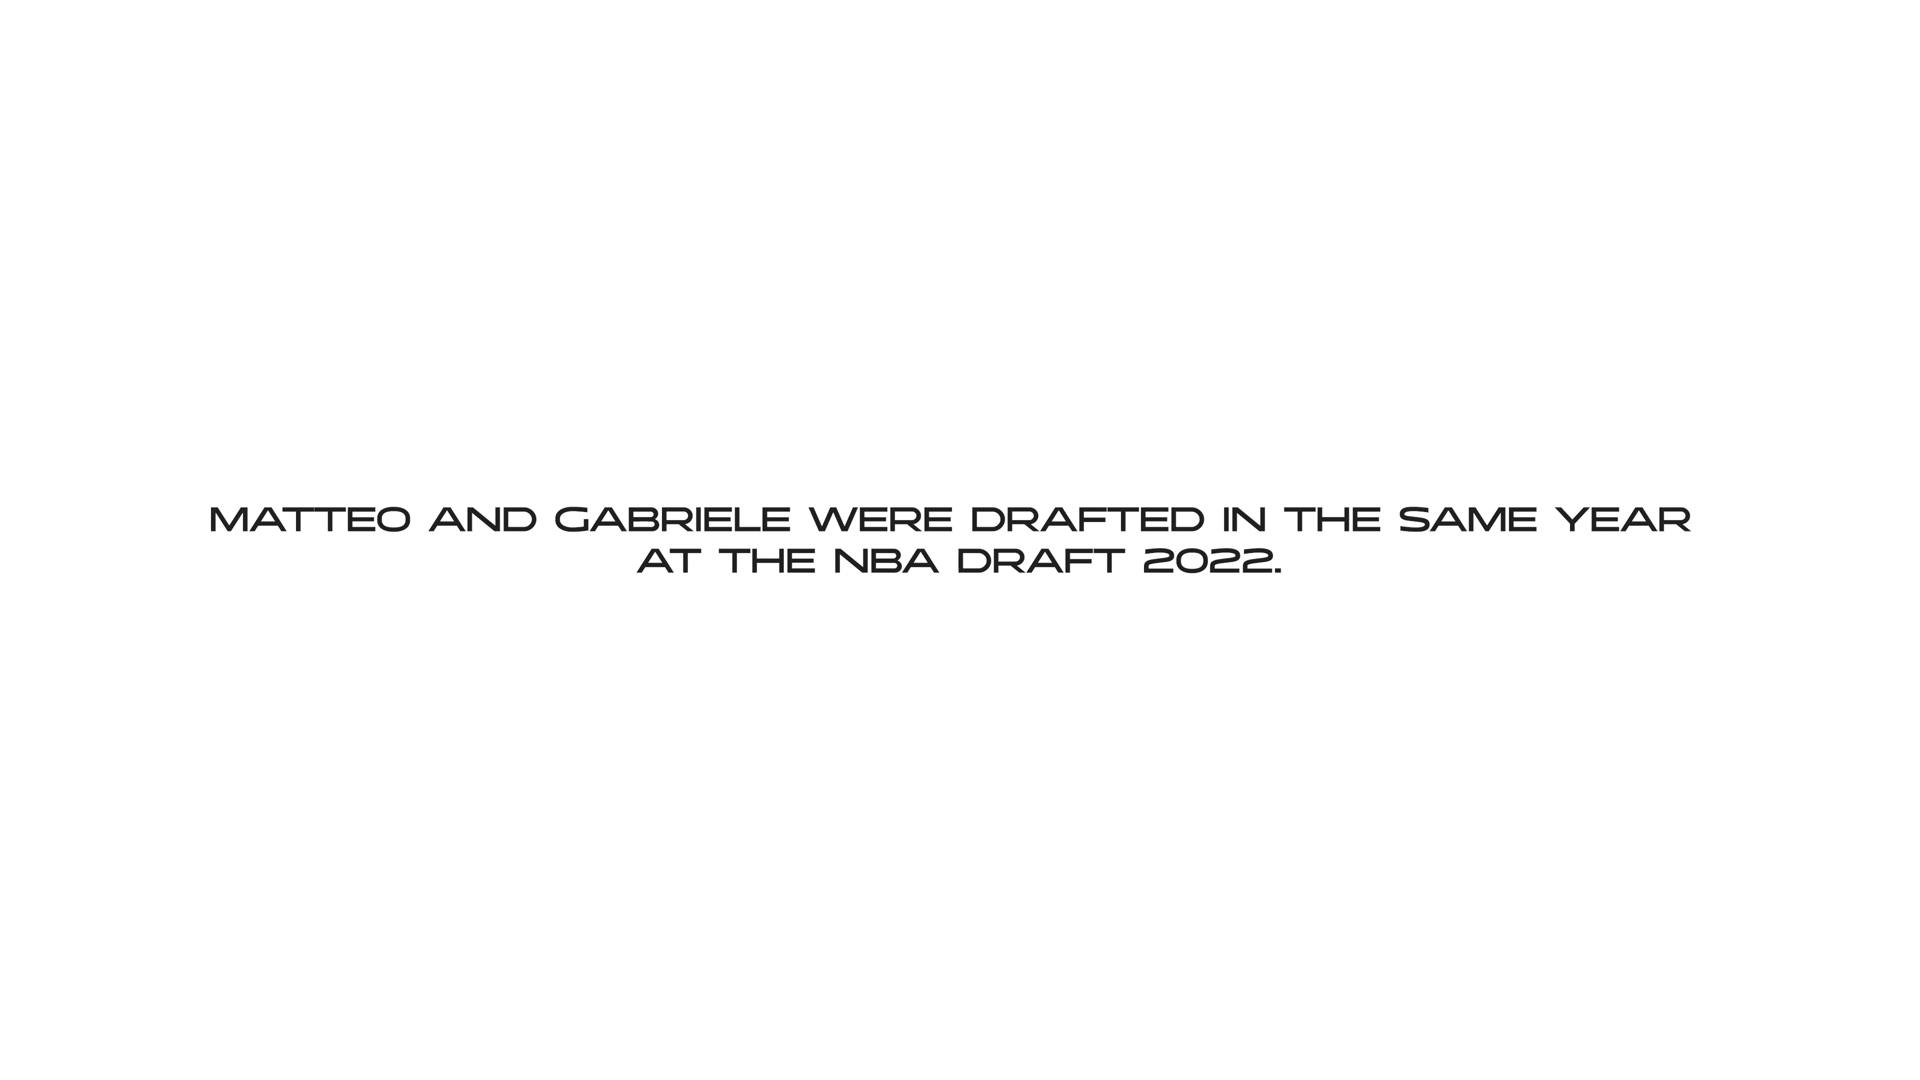 MATTEO AND GABRIELE WERE DRAFTED IN THE SAME YEAR
AT THE NBA DRAFT 2022.